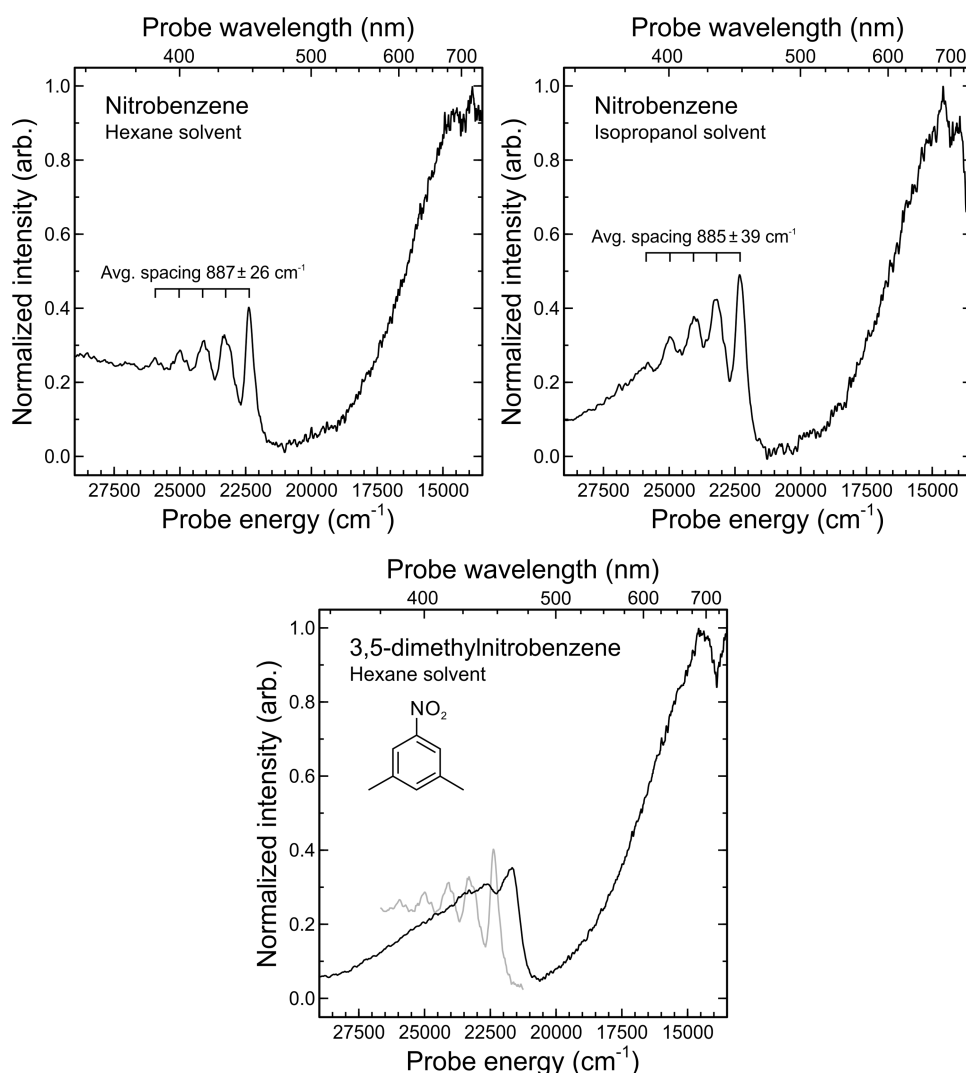 Probe wavelength (nm)
400 500 600 700
Nitrobenzene
Hexane solvent
Avg. spacing 887 ± 26 cm⁻¹
Normalized intensity (arb.)
1.0
0.8
0.6
0.4
0.2
0.0
27500 25000 22500 20000 17500 15000
Probe energy (cm⁻¹)
Probe wavelength (nm)
400 500 600 700
Nitrobenzene
Isopropanol solvent
Avg. spacing 885 ± 39 cm⁻¹
Normalized intensity (arb.)
1.0
0.8
0.6
0.4
0.2
0.0
27500 25000 22500 20000 17500 15000
Probe energy (cm⁻¹)
Probe wavelength (nm)
400 500 600 700
3,5-dimethylnitrobenzene
Hexane solvent
NO₂
Normalized intensity (arb.)
1.0
0.8
0.6
0.4
0.2
0.0
27500 25000 22500 20000 17500 15000
Probe energy (cm⁻¹)